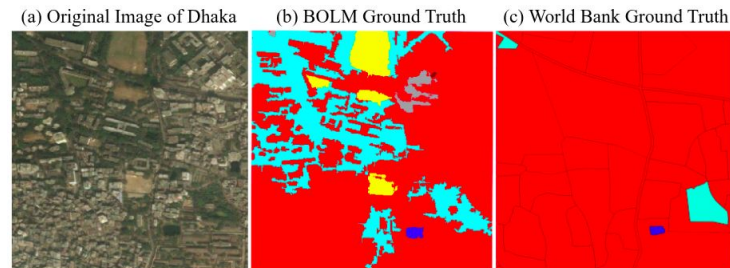 (a) Original Image of Dhaka
(b) BOLM Ground Truth
(c) World Bank Ground Truth